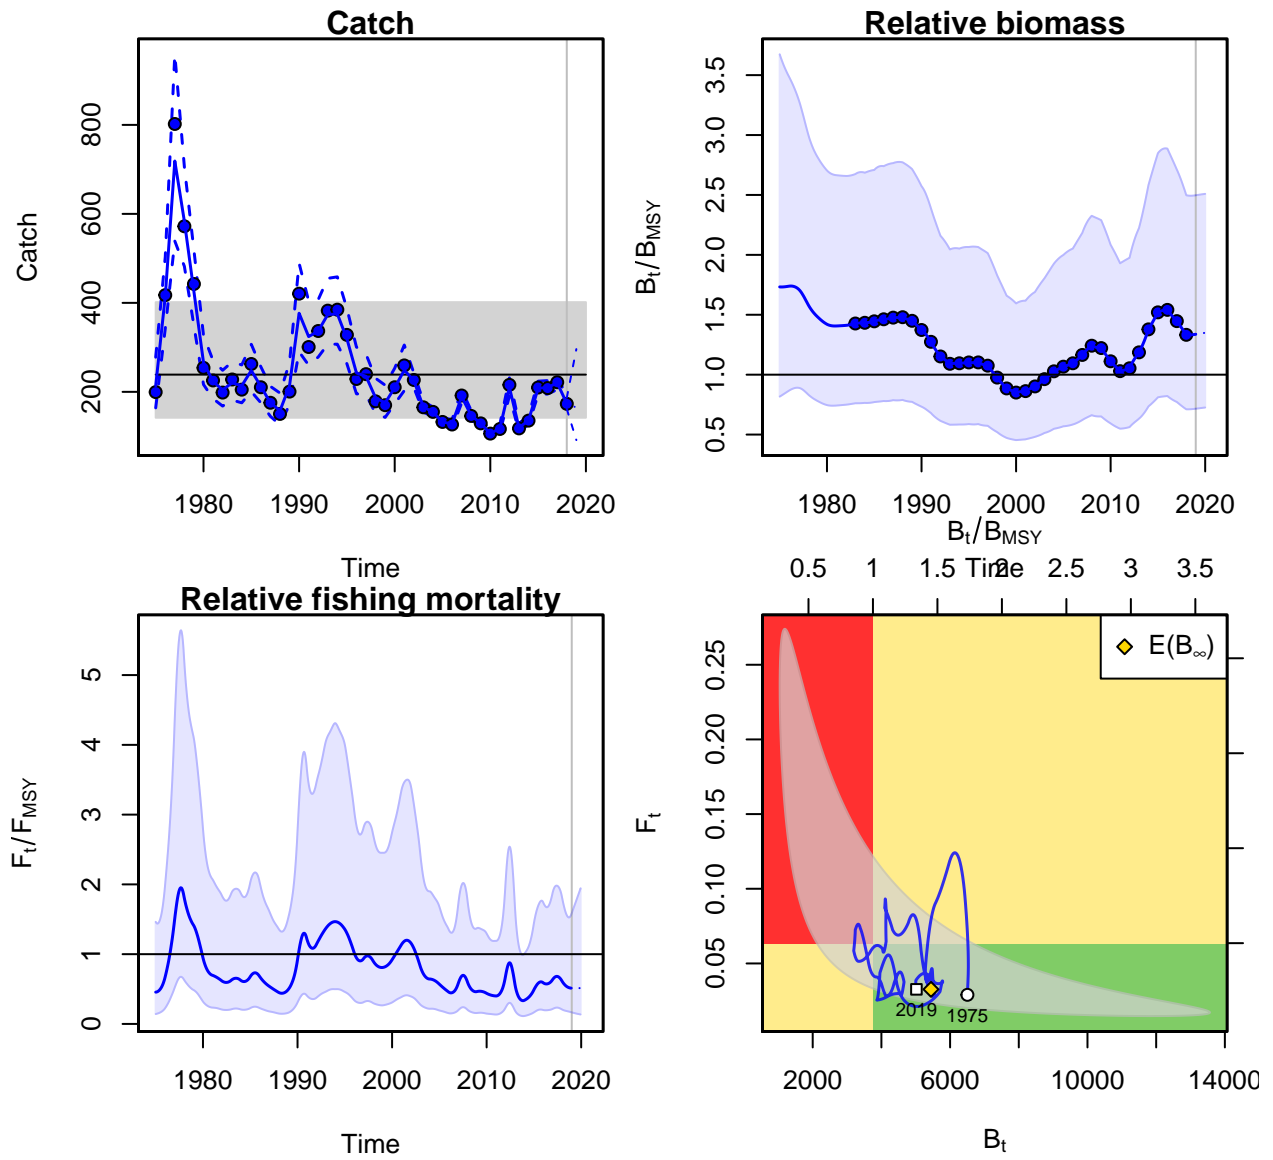 Catch
Catch
200 400 600 800
1980 1990 2000 2010 2020
Time
Relative biomass
Bt/BMSY
0.5 1.0 1.5 2.0 2.5 3.0 3.5
1980 1990 2000 2010 2020
Time
Relative fishing mortality
Ft/FMSY
0 1 2 3 4 5
1980 1990 2000 2010 2020
Time
Bt/BMSY
0.5 1 1.5 2 2.5 3 3.5
Ft
0.05 0.10 0.15 0.20 0.25
E(B∞)
2019
1975
2000 6000 10000 14000
Bt